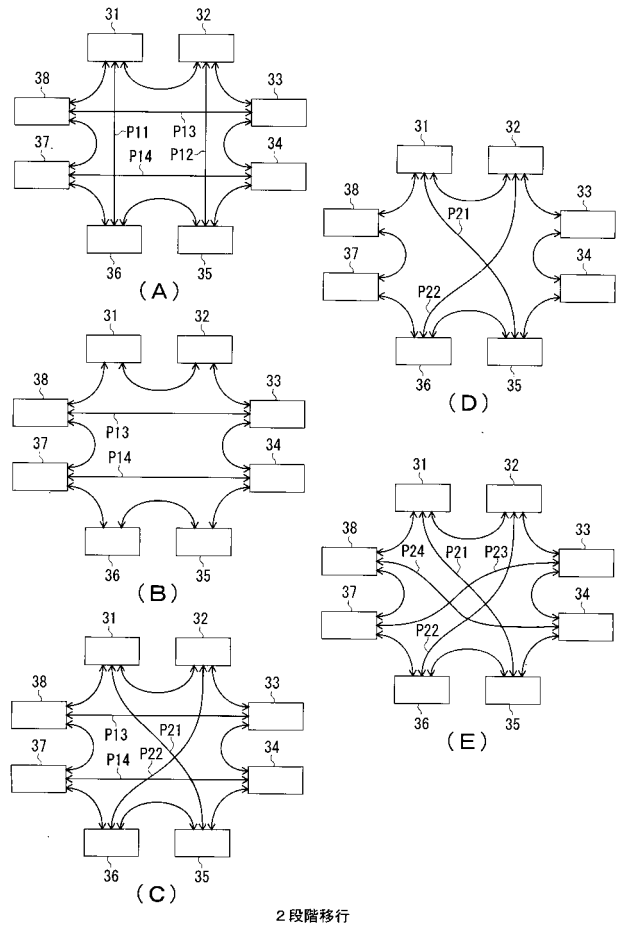 31 32
38 33
P11 P13
37 P14 P12 34
36 35
(A)
31 32
38 33
P13
37 P14 34
36 35
(B)
31 32
38 33
P13 P21
37 P14 P22 34
36 35
(C)
31 32
38 P21 33
37 34
P22
36 35
(D)
31 32
38 P24 P21 P23 33
37 34
P22
36 35
(E)
2段階移行